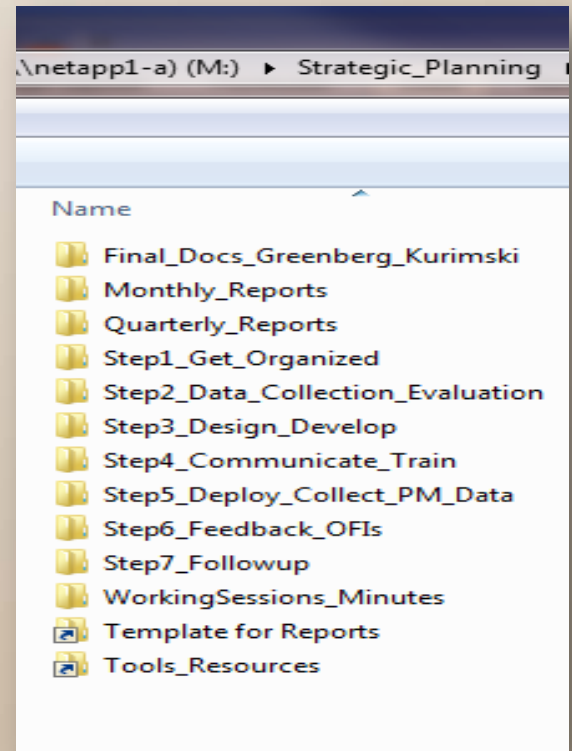 \\netapp1-a) (M:) ▸ Strategic_Planning
Name
Final_Docs_Greenberg_Kurimski
Monthly_Reports
Quarterly_Reports
Step1_Get_Organized
Step2_Data_Collection_Evaluation
Step3_Design_Develop
Step4_Communicate_Train
Step5_Deploy_Collect_PM_Data
Step6_Feedback_OFIs
Step7_Followup
WorkingSessions_Minutes
Template for Reports
Tools_Resources